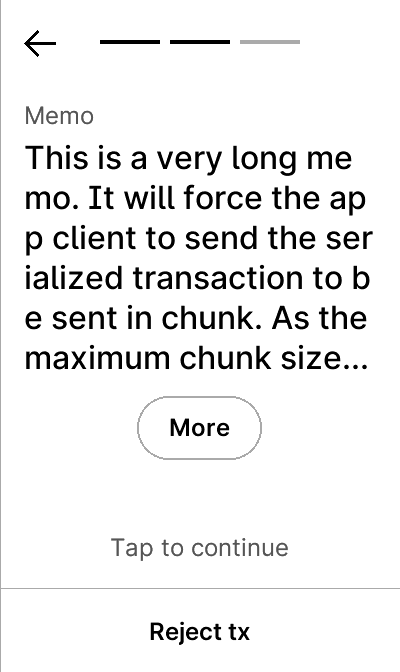 Memo
This is a very long me
mo. It will force the ap
p client to send the ser
ialized transaction to b
e sent in chunk. As the
maximum chunk size...
More
Tap to continue
Reject tx